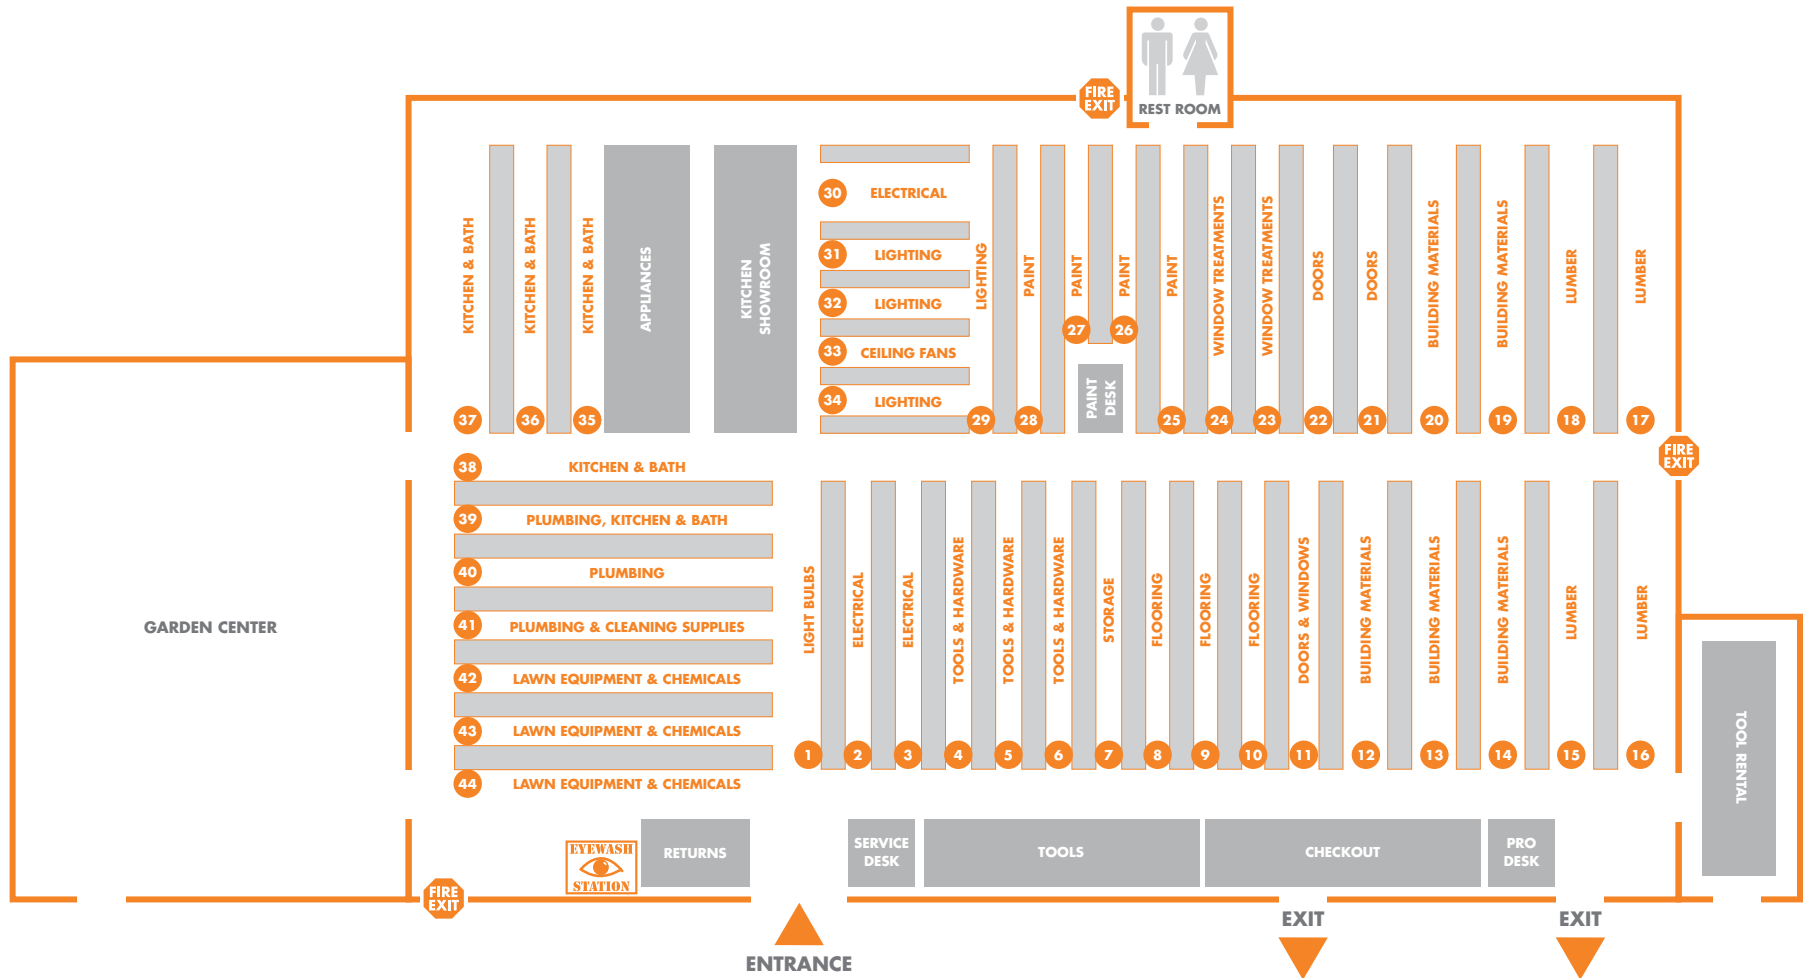 FIRE
EXIT
REST ROOM
30 ELECTRICAL
31 LIGHTING
32 LIGHTING
33 CEILING FANS
34 LIGHTING
KITCHEN & BATH
KITCHEN & BATH
KITCHEN & BATH
APPLIANCES
KITCHEN
SHOWROOM
LIGHTING
PAINT
PAINT
PAINT
PAINT
WINDOW TREATMENTS
WINDOW TREATMENTS
DOORS
DOORS
BUILDING MATERIALS
BUILDING MATERIALS
LUMBER
LUMBER
27 26
PAINT
DESK
37 36 35 29 28 25 24 23 22 21 20 19 18 17
FIRE
EXIT
38 KITCHEN & BATH
39 PLUMBING, KITCHEN & BATH
40 PLUMBING
41 PLUMBING & CLEANING SUPPLIES
42 LAWN EQUIPMENT & CHEMICALS
43 LAWN EQUIPMENT & CHEMICALS
44 LAWN EQUIPMENT & CHEMICALS
GARDEN CENTER
LIGHT BULBS
ELECTRICAL
ELECTRICAL
TOOLS & HARDWARE
TOOLS & HARDWARE
TOOLS & HARDWARE
STORAGE
FLOORING
FLOORING
FLOORING
DOORS & WINDOWS
BUILDING MATERIALS
BUILDING MATERIALS
BUILDING MATERIALS
LUMBER
LUMBER
1 2 3 4 5 6 7 8 9 10 11 12 13 14 15 16
TOOL RENTAL
EYEWASH
STATION
RETURNS
SERVICE
DESK
TOOLS
CHECKOUT
PRO
DESK
FIRE
EXIT
ENTRANCE
EXIT
EXIT